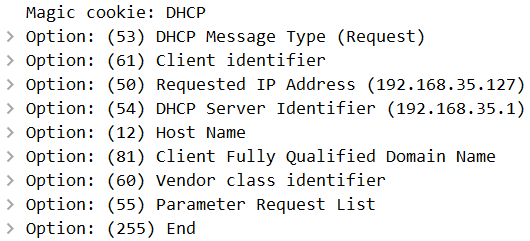 Magic cookie: DHCP
Option: (53) DHCP Message Type (Request)
Option: (61) Client identifier
Option: (50) Requested IP Address (192.168.35.127)
Option: (54) DHCP Server Identifier (192.168.35.1)
Option: (12) Host Name
Option: (81) Client Fully Qualified Domain Name
Option: (60) Vendor class identifier
Option: (55) Parameter Request List
Option: (255) End